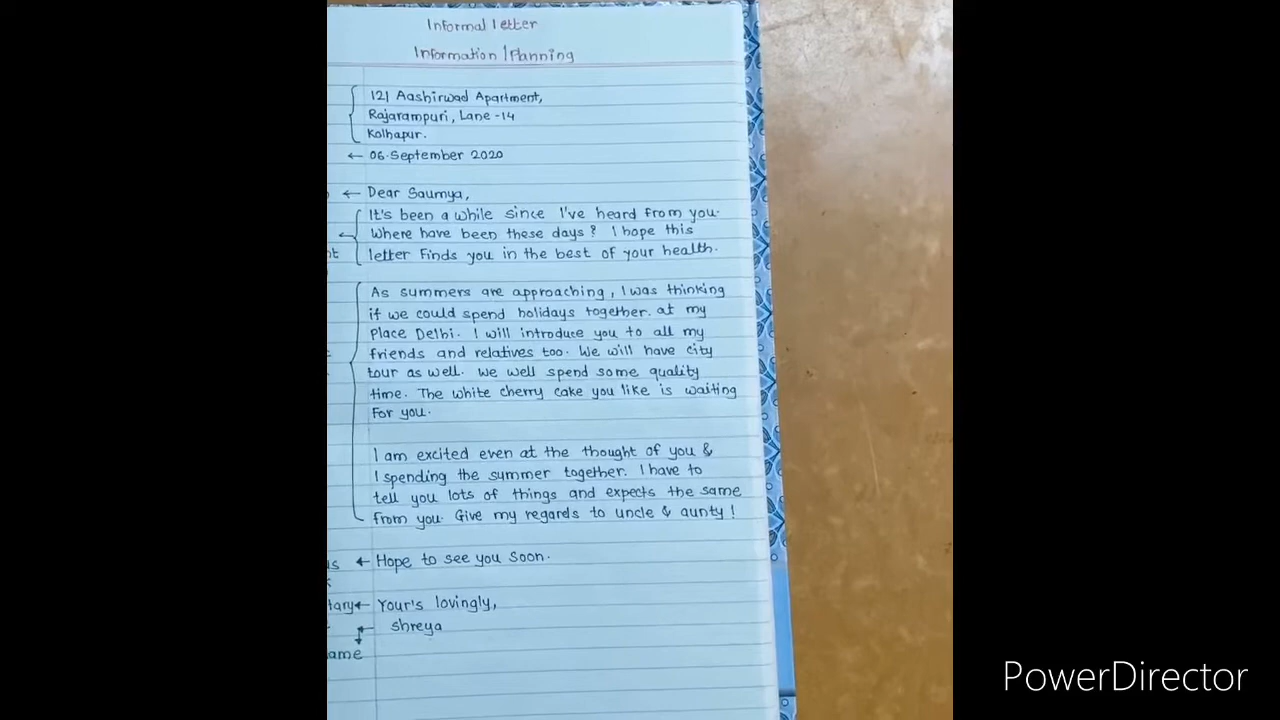 Informal letter
Information Planning
121 Aashirwad Apartment,
Rajarampuri, Lane -14
Kolhapur.
← 06 September 2020
← Dear Saumya,
It's been a while since I've heard from you.
Where have been these days? I hope this
letter finds you in the best of your health.
As summers are approaching, I was thinking
if we could spend holidays together. at my
Place Delhi. I will introduce you to all my
friends and relatives too. We will have city
tour as well. We well spend some quality
time. The white cherry cake you like is waiting
for you.
I am excited even at the thought of you &
I spending the summer together. I have to
tell you lots of things and expects the same
from you. Give my regards to uncle & aunty!
← Hope to see you soon.
tary← Your's lovingly,
← shreya
ame
PowerDirector